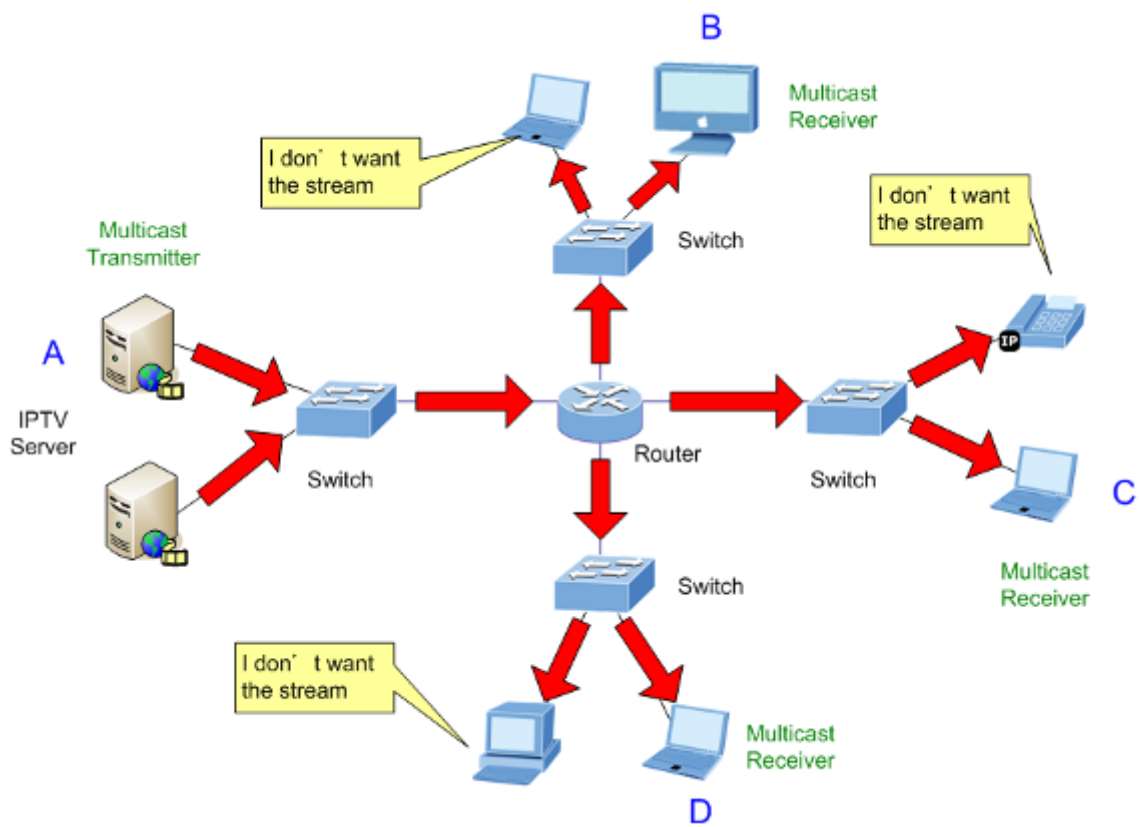 B
Multicast
Receiver
I don't want
the stream
I don't want
the stream
Multicast
Transmitter
Switch
A
IP
IPTV
Server
Router
Switch
Switch
C
Switch
Multicast
Receiver
I don't want
the stream
Multicast
Receiver
D